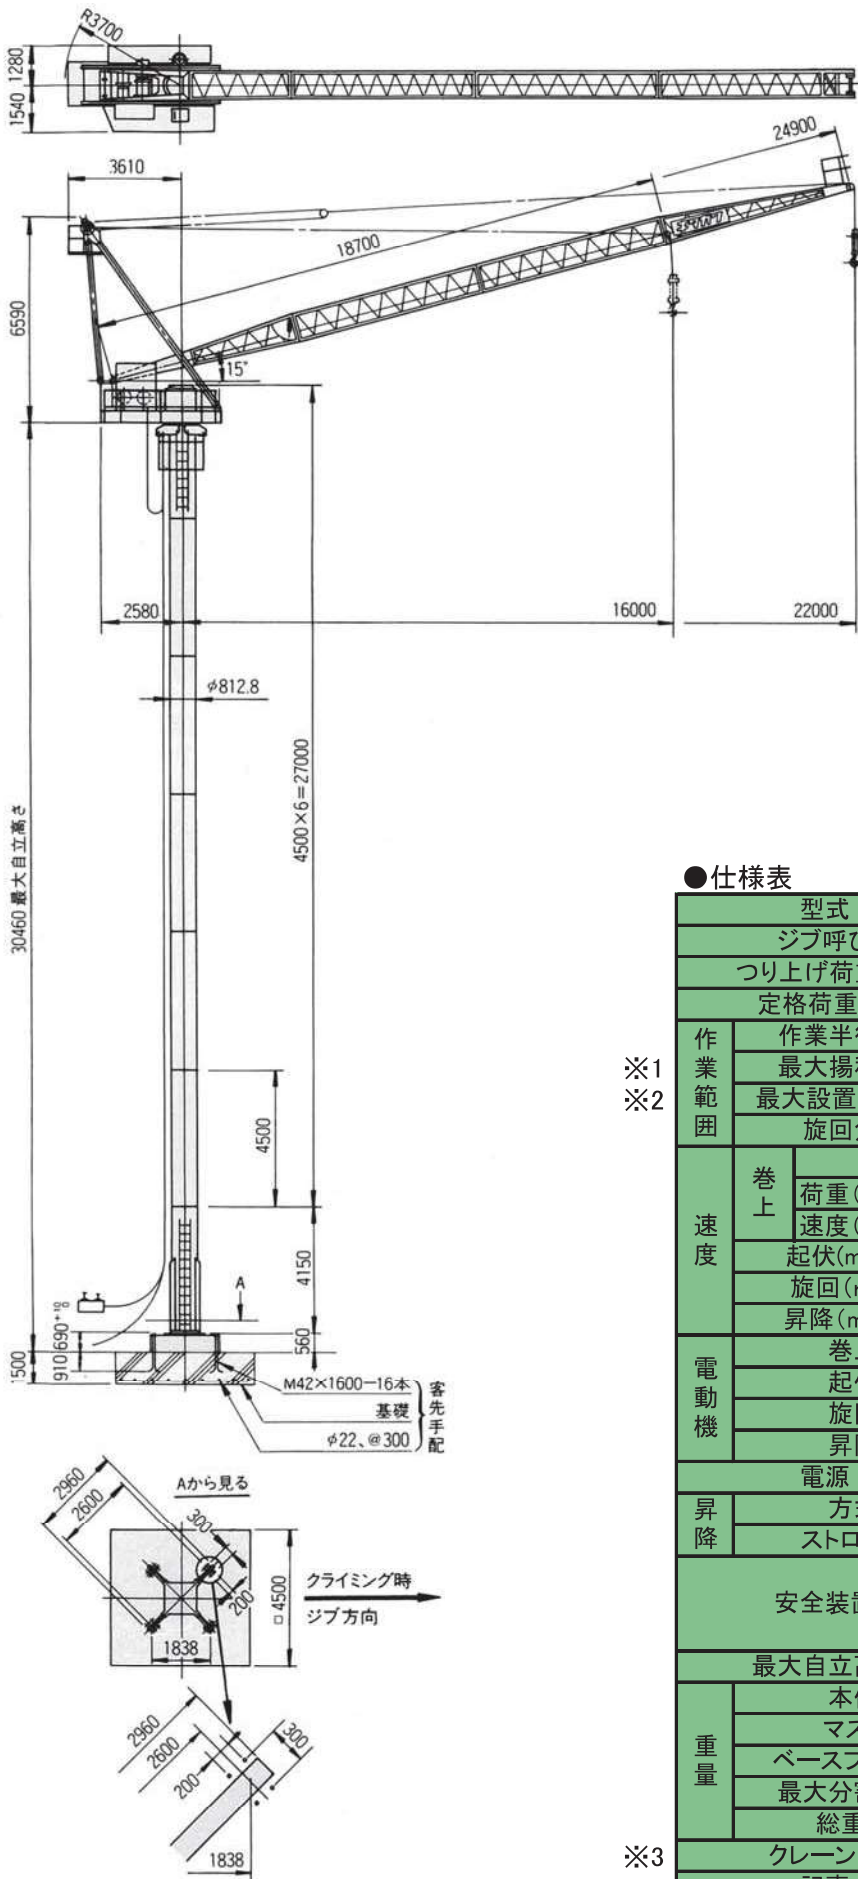 R3700
1280
1540
24900
3610
18700
6590
15°
2580
16000
22000
φ812.8
4500×6=27000
30460 最大自立高さ
●仕様表
型式
ジブ呼
つり上げ荷
定格荷重
作業範囲
作業半
※1
最大揚
※2
最大設置
旋回
速度
巻上
荷重(
速度(
4500
起伏(m
旋回(
昇降(m
4150
A
690+10 0
560
1500
910
電動機
巻
起
旋
昇
M42×1600-16本
基礎
φ22、@300
客先手配
電源
昇降
方
ストロ
Aから見る
2960
2600
300
200
□4500
1838
クライミング時
ジブ方向
安全装
最大自立
重量
本
マス
ベース
最大分
総重
2960
2600
200
300
1838
※3
クレーン